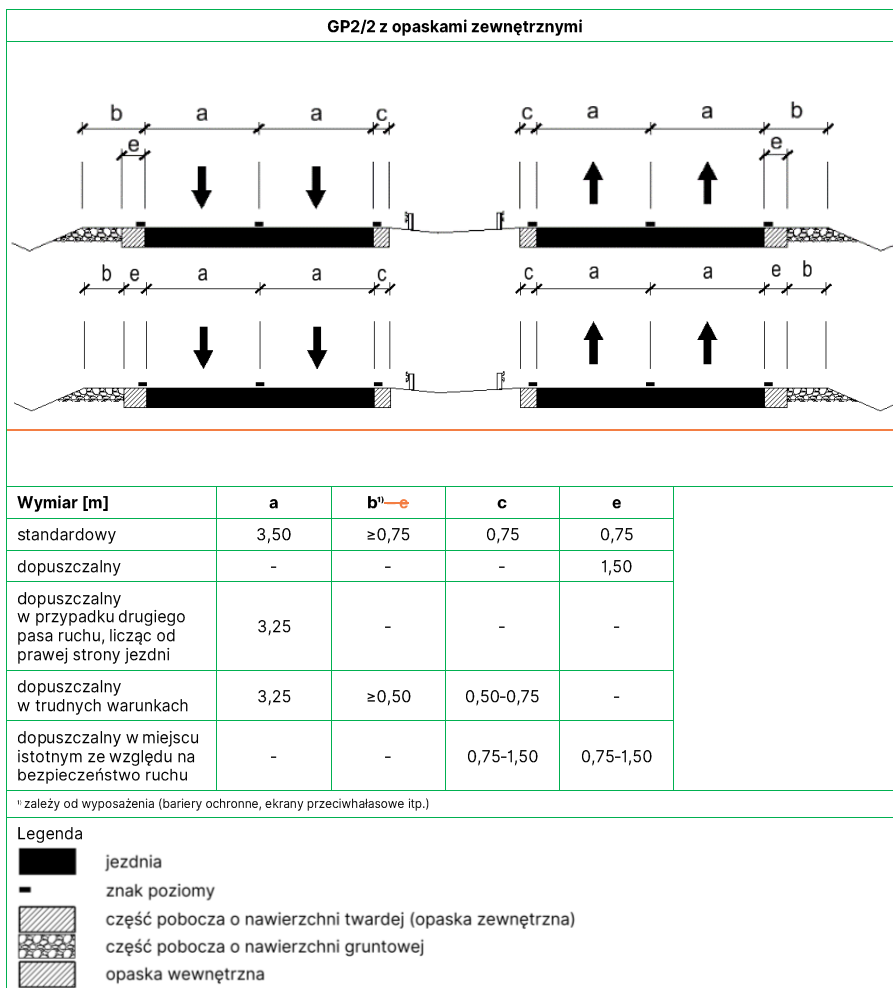 GP2/2 z opaskami zewnętrznymi
b a a c c a a b
e e
b e a a c c a a e b
Wymiar [m] a b¹⁾ e c e
standardowy 3,50 ≥0,75 0,75 0,75
dopuszczalny - - - 1,50
dopuszczalny
w przypadku drugiego
pasa ruchu, licząc od
prawej strony jezdni
3,25 - - -
dopuszczalny
w trudnych warunkach
3,25 ≥0,50 0,50-0,75 -
dopuszczalny w miejscu
istotnym ze względu na
bezpieczeństwo ruchu
- - 0,75-1,50 0,75-1,50
¹⁾ zależy od wyposażenia (bariery ochronne, ekrany przeciwhałasowe itp.)
Legenda
jezdnia
znak poziomy
część pobocza o nawierzchni twardej (opaska zewnętrzna)
część pobocza o nawierzchni gruntowej
opaska wewnętrzna